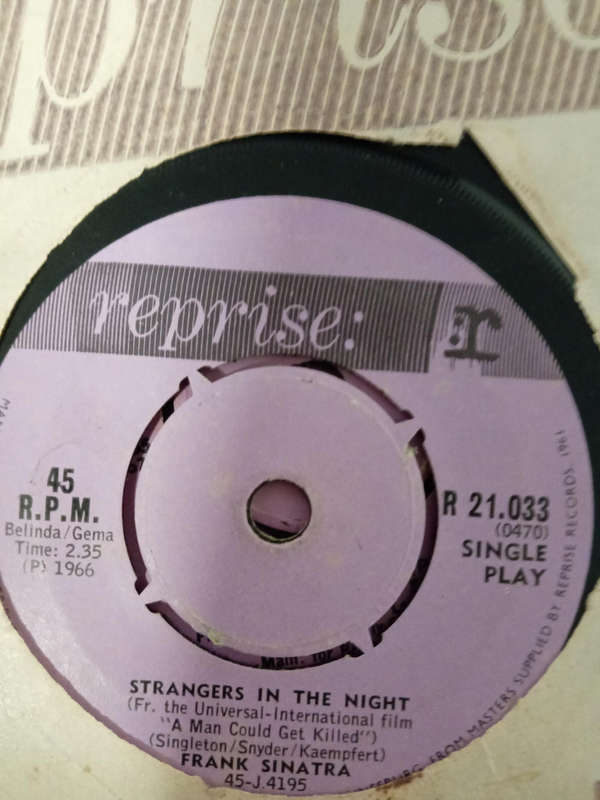 reprise:
reprise: :r
45
R.P.M.
Belinda/Gema
Time: 2.35
(P) 1966
R 21.033
(0470)
SINGLE
PLAY
STRANGERS IN THE NIGHT
(Fr. the Universal-International film
"A Man Could Get Killed")
(Singleton/Snyder/Kaempfert)
FRANK SINATRA
45-J.4195
FROM MASTERS SUPPLIED BY REPRISE RECORDS. 196